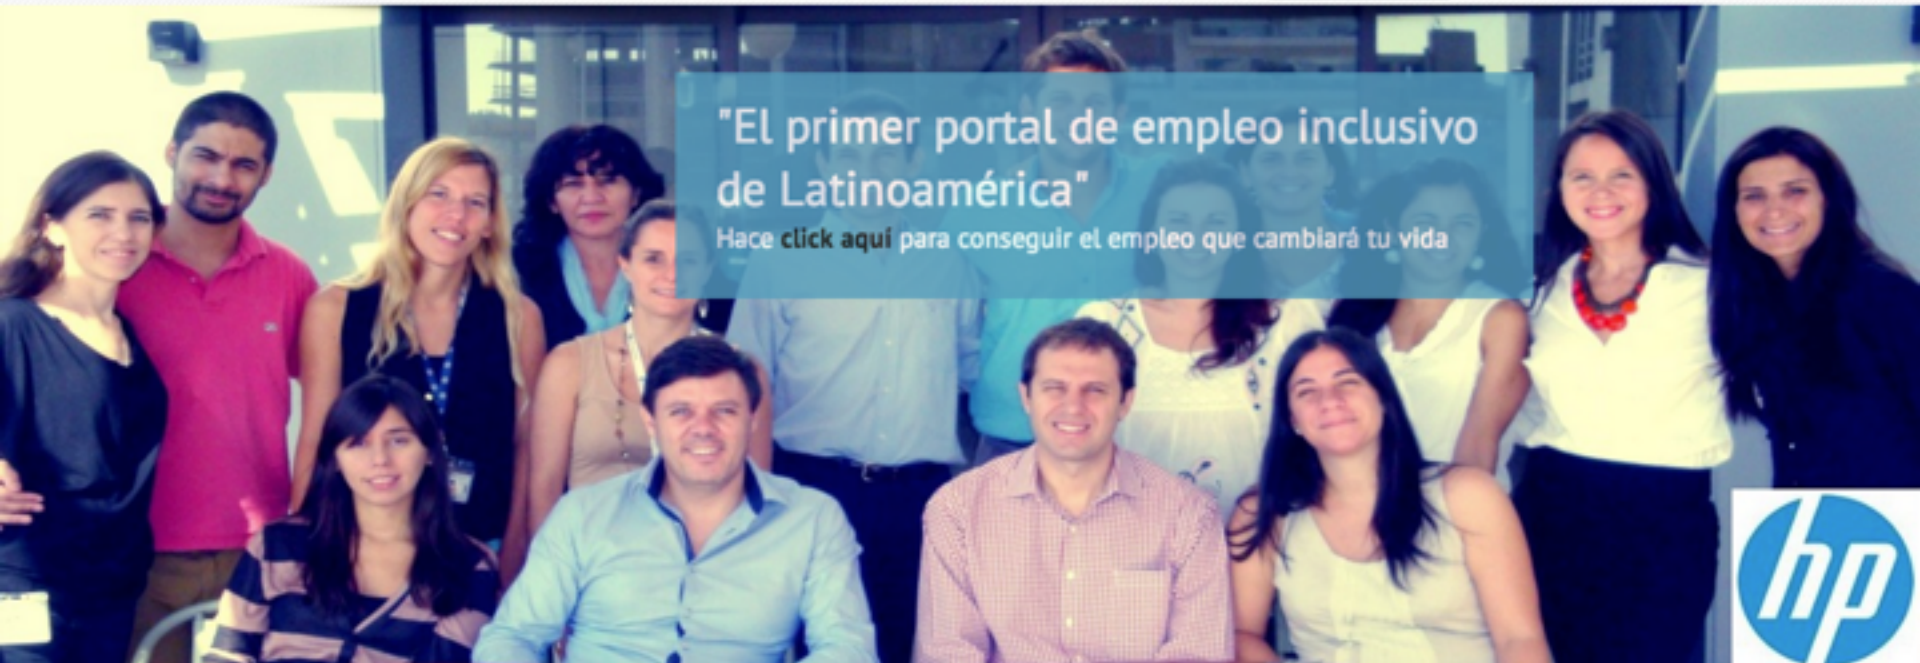 "El primer portal de empleo inclusivo
de Latinoamérica"
Hace click aquí para conseguir el empleo que cambiará tu vida
hp